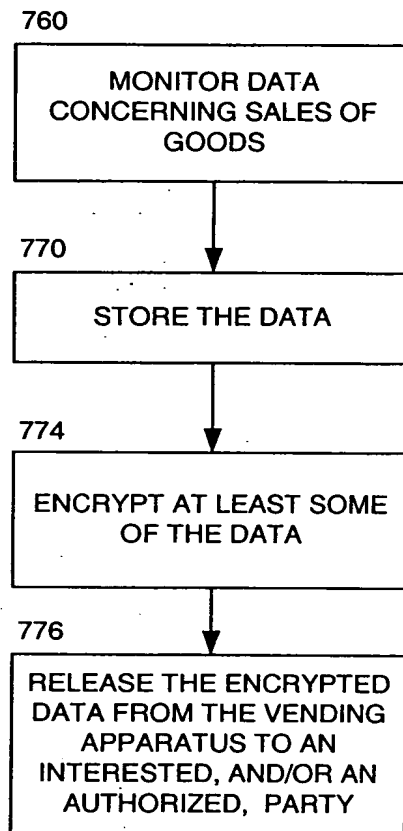 760
MONITOR DATA
CONCERNING SALES OF
GOODS
770
STORE THE DATA
774
ENCRYPT AT LEAST SOME
OF THE DATA
776
RELEASE THE ENCRYPTED
DATA FROM THE VENDING
APPARATUS TO AN
INTERESTED, AND/OR AN
AUTHORIZED, PARTY